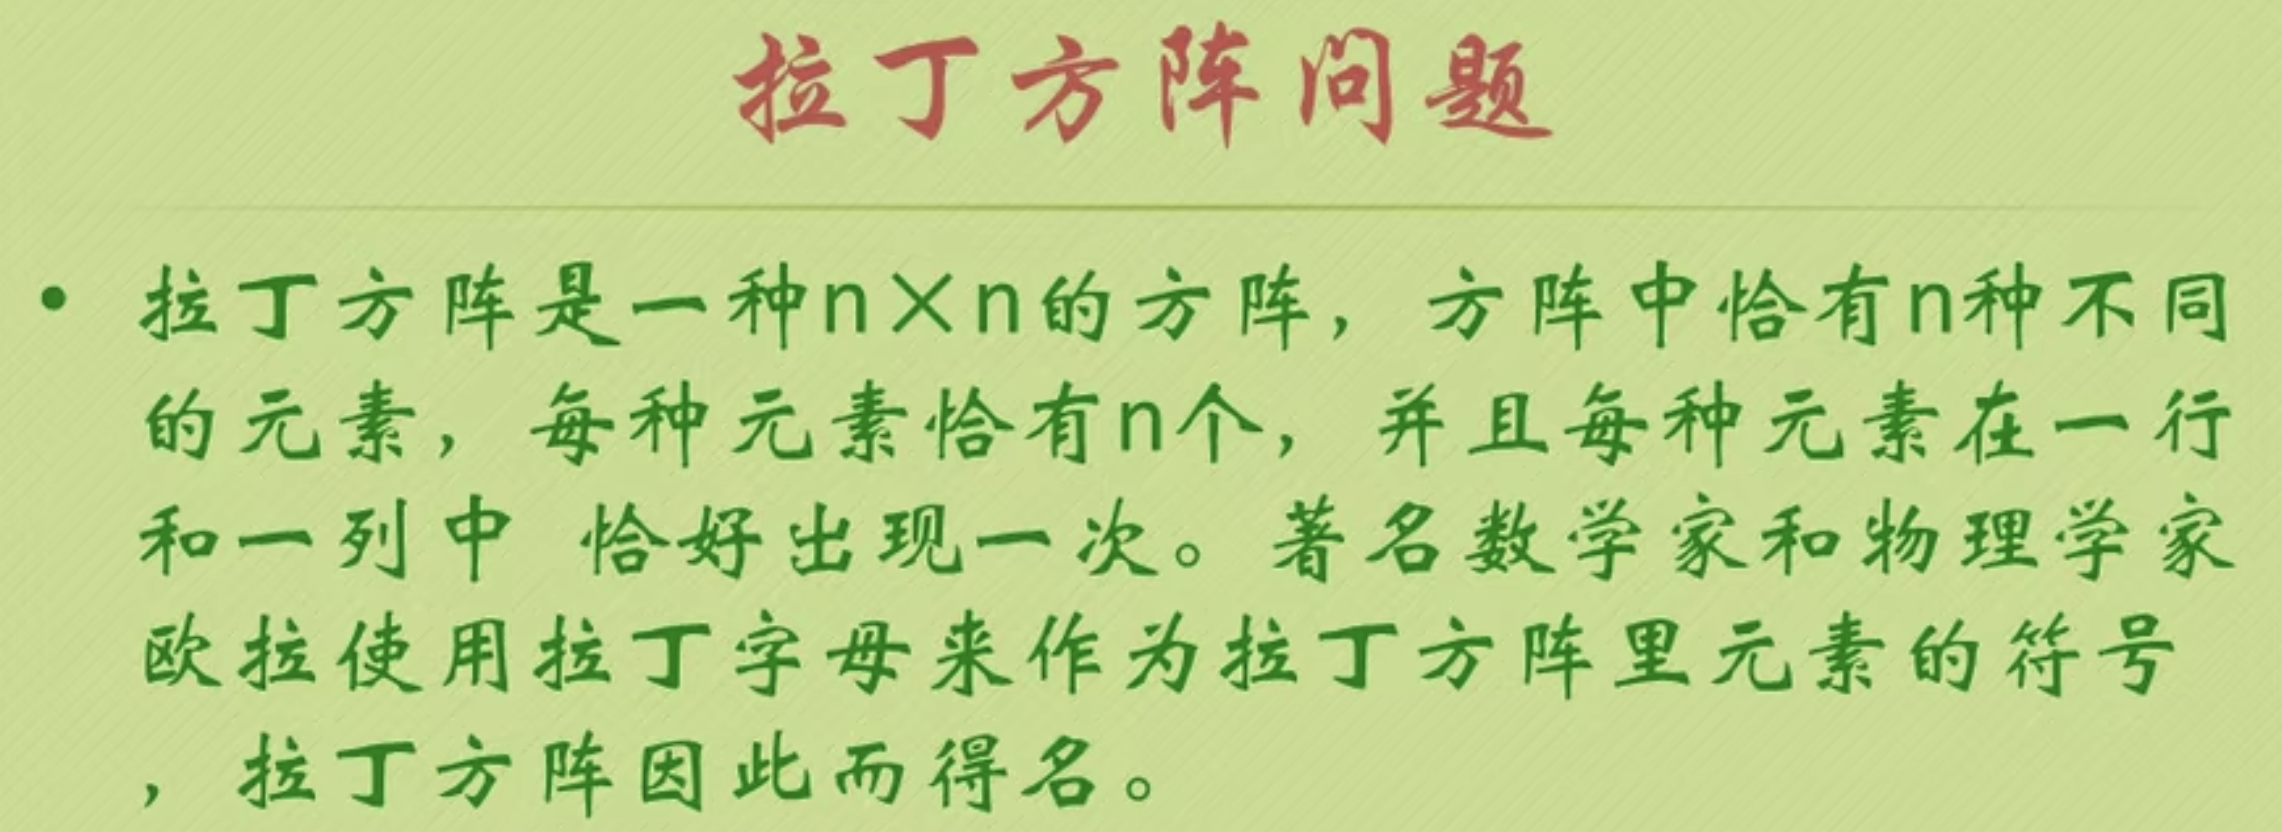 拉丁方阵问题
• 拉丁方阵是一种n×n的方阵，方阵中恰有n种不同
的元素，每种元素恰有n个，并且每种元素在一行
和一列中 恰好出现一次。著名数学家和物理学家
欧拉使用拉丁字母来作为拉丁方阵里元素的符号
，拉丁方阵因此而得名。